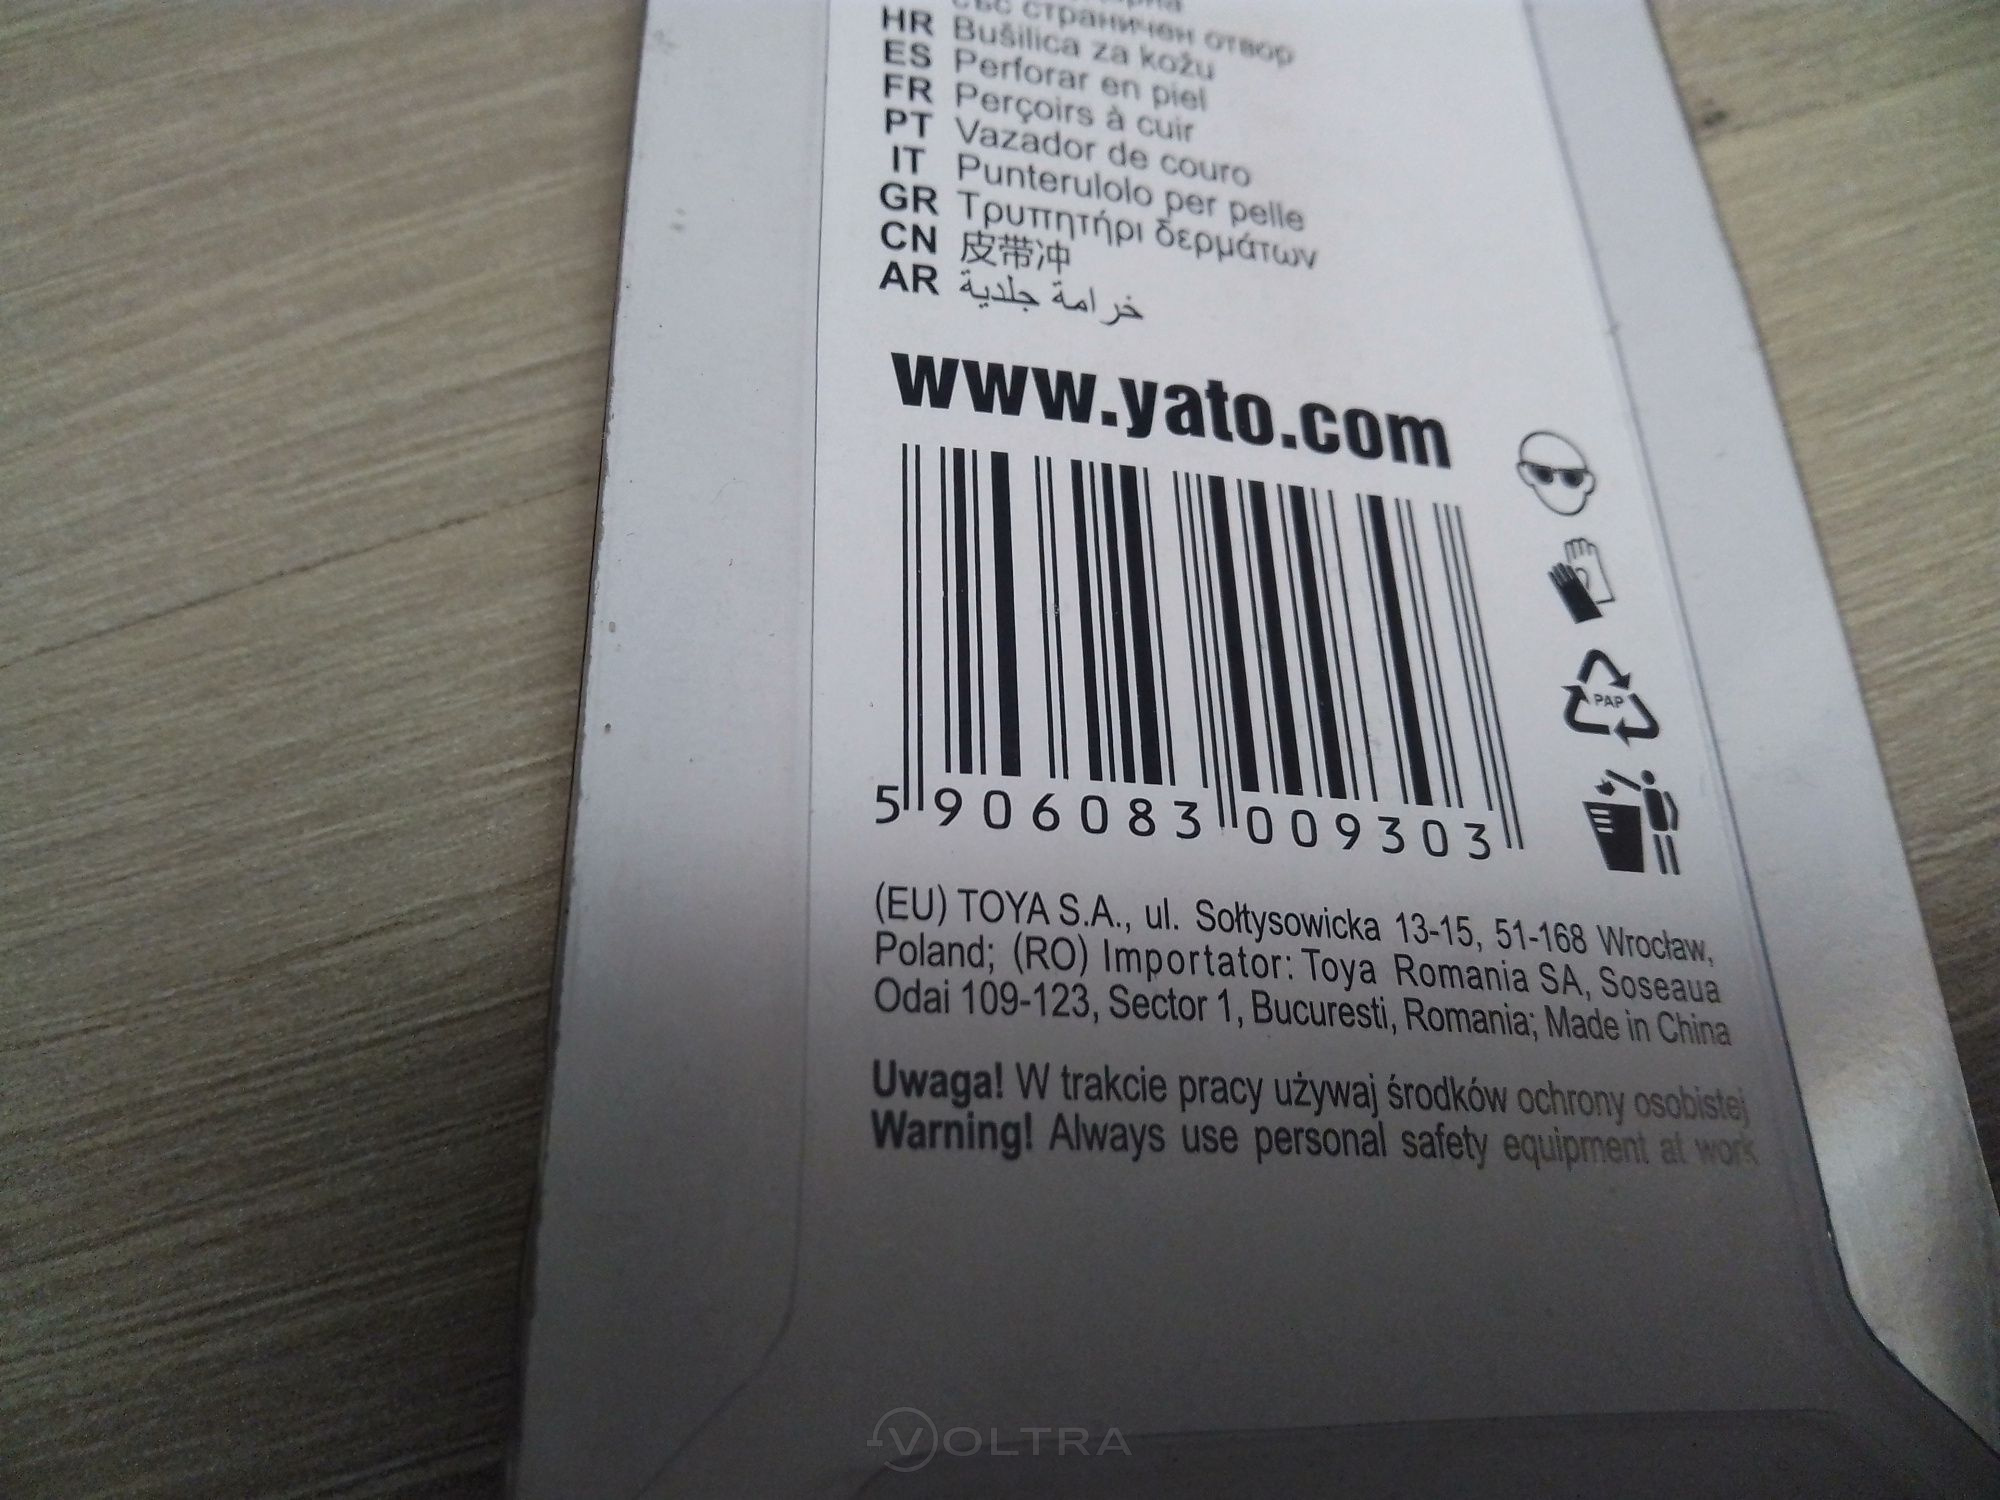 със страничен отвор
HR Bušilica za kožu
ES Perforar en piel
FR Perçoirs à cuir
PT Vazador de couro
IT Punterulolo per pelle
GR Τρυπητήρι δερμάτων
CN 皮带冲
AR خرامة جلدية
www.yato.com
5 906083 009303
PAP
(EU) TOYA S.A., ul. Sołtysowicka 13-15, 51-168 Wrocław,
Poland; (RO) Importator: Toya Romania SA, Soseaua
Odai 109-123, Sector 1, Bucuresti, Romania; Made in China
Uwaga! W trakcie pracy używaj środków ochrony osobistej
Warning! Always use personal safety equipment at work
VOLTRA